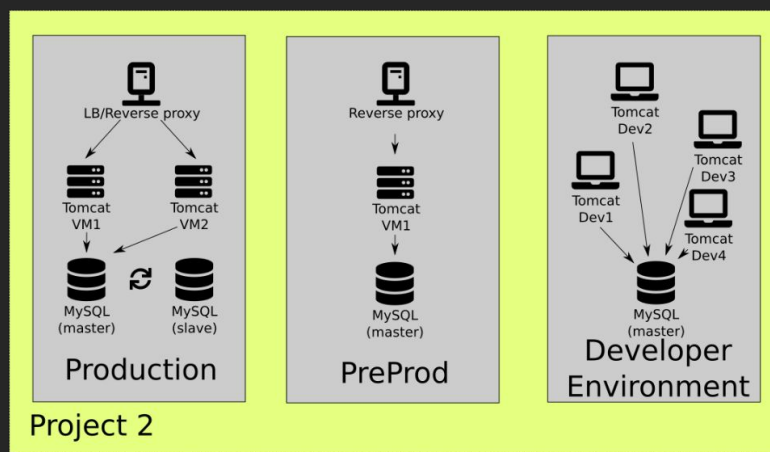 LB/Reverse proxy
Tomcat
VM1
Tomcat
VM2
MySQL
(master)
MySQL
(slave)
Production
Reverse proxy
Tomcat
VM1
MySQL
(master)
PreProd
Tomcat
Dev2
Tomcat
Dev3
Tomcat
Dev1
Tomcat
Dev4
MySQL
(master)
Developer
Environment
Project 2